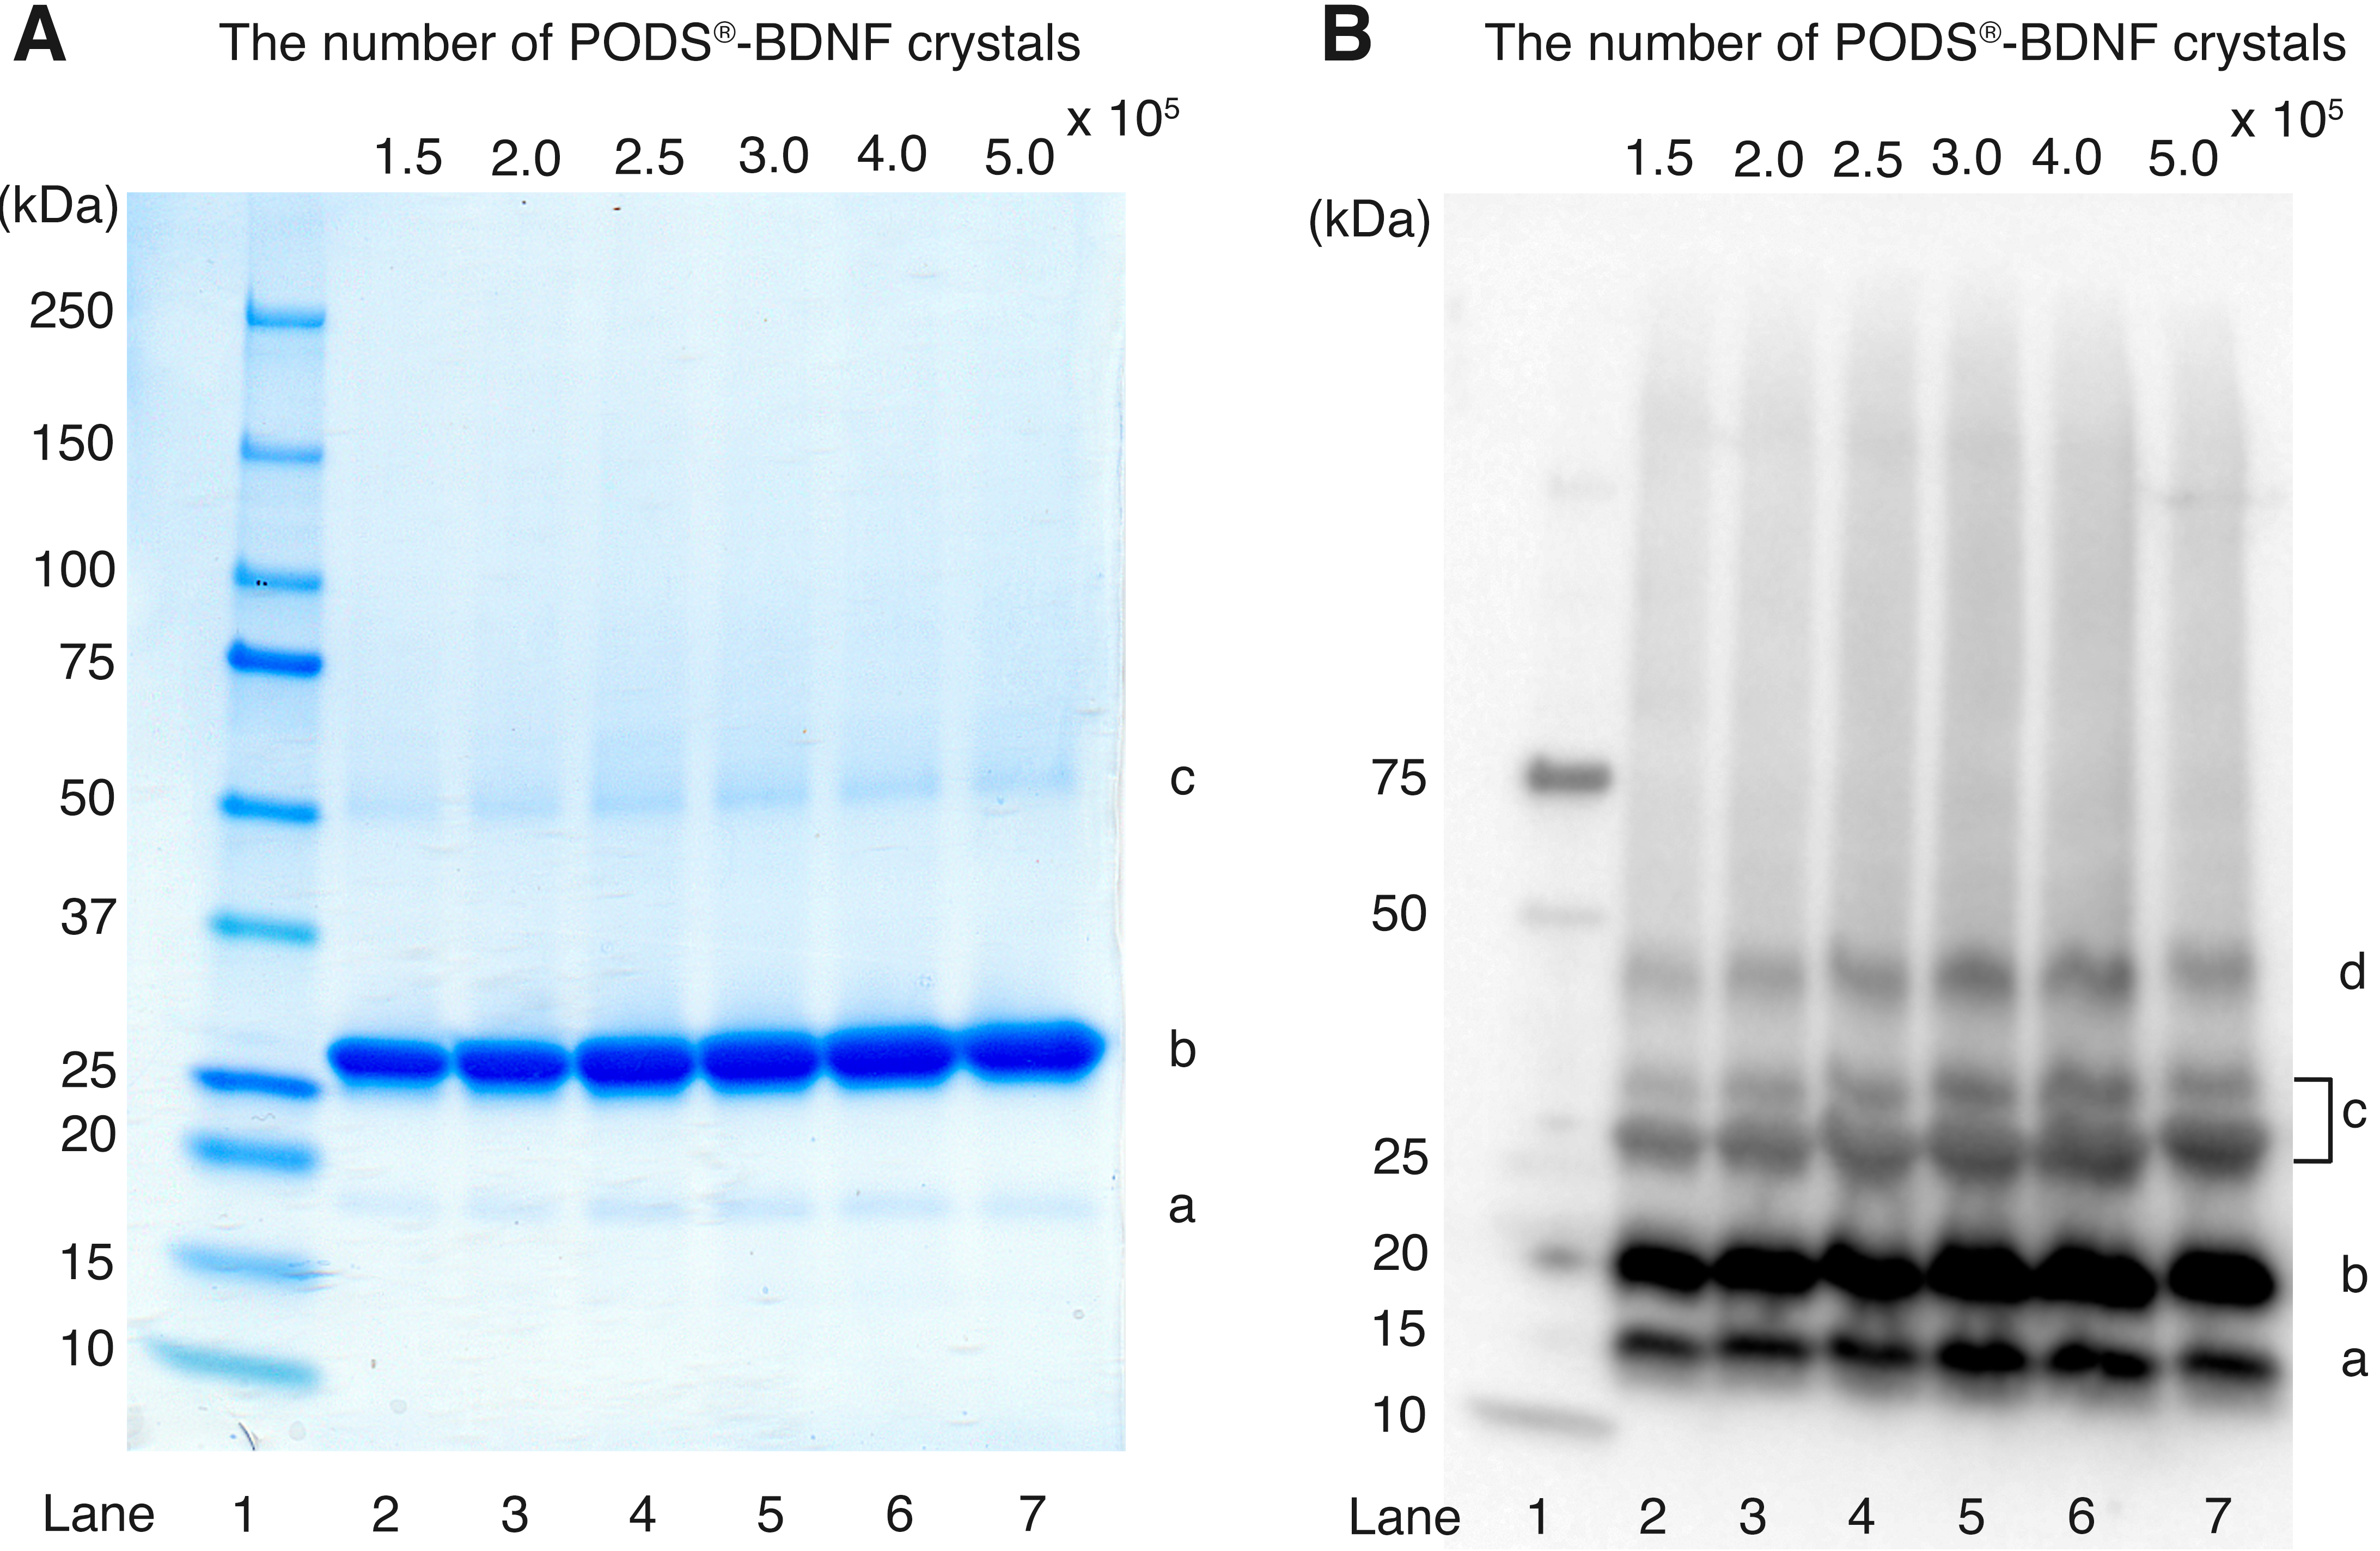 A
The number of PODS®-BDNF crystals
x 10⁵
1.5 2.0 2.5 3.0 4.0 5.0
(kDa)
250
150
100
75
50
37
25
20
15
10
c
b
a
Lane 1 2 3 4 5 6 7
B
The number of PODS®-BDNF crystals
x 10⁵
1.5 2.0 2.5 3.0 4.0 5.0
(kDa)
75
50
25
20
15
10
d
c
b
a
Lane 1 2 3 4 5 6 7